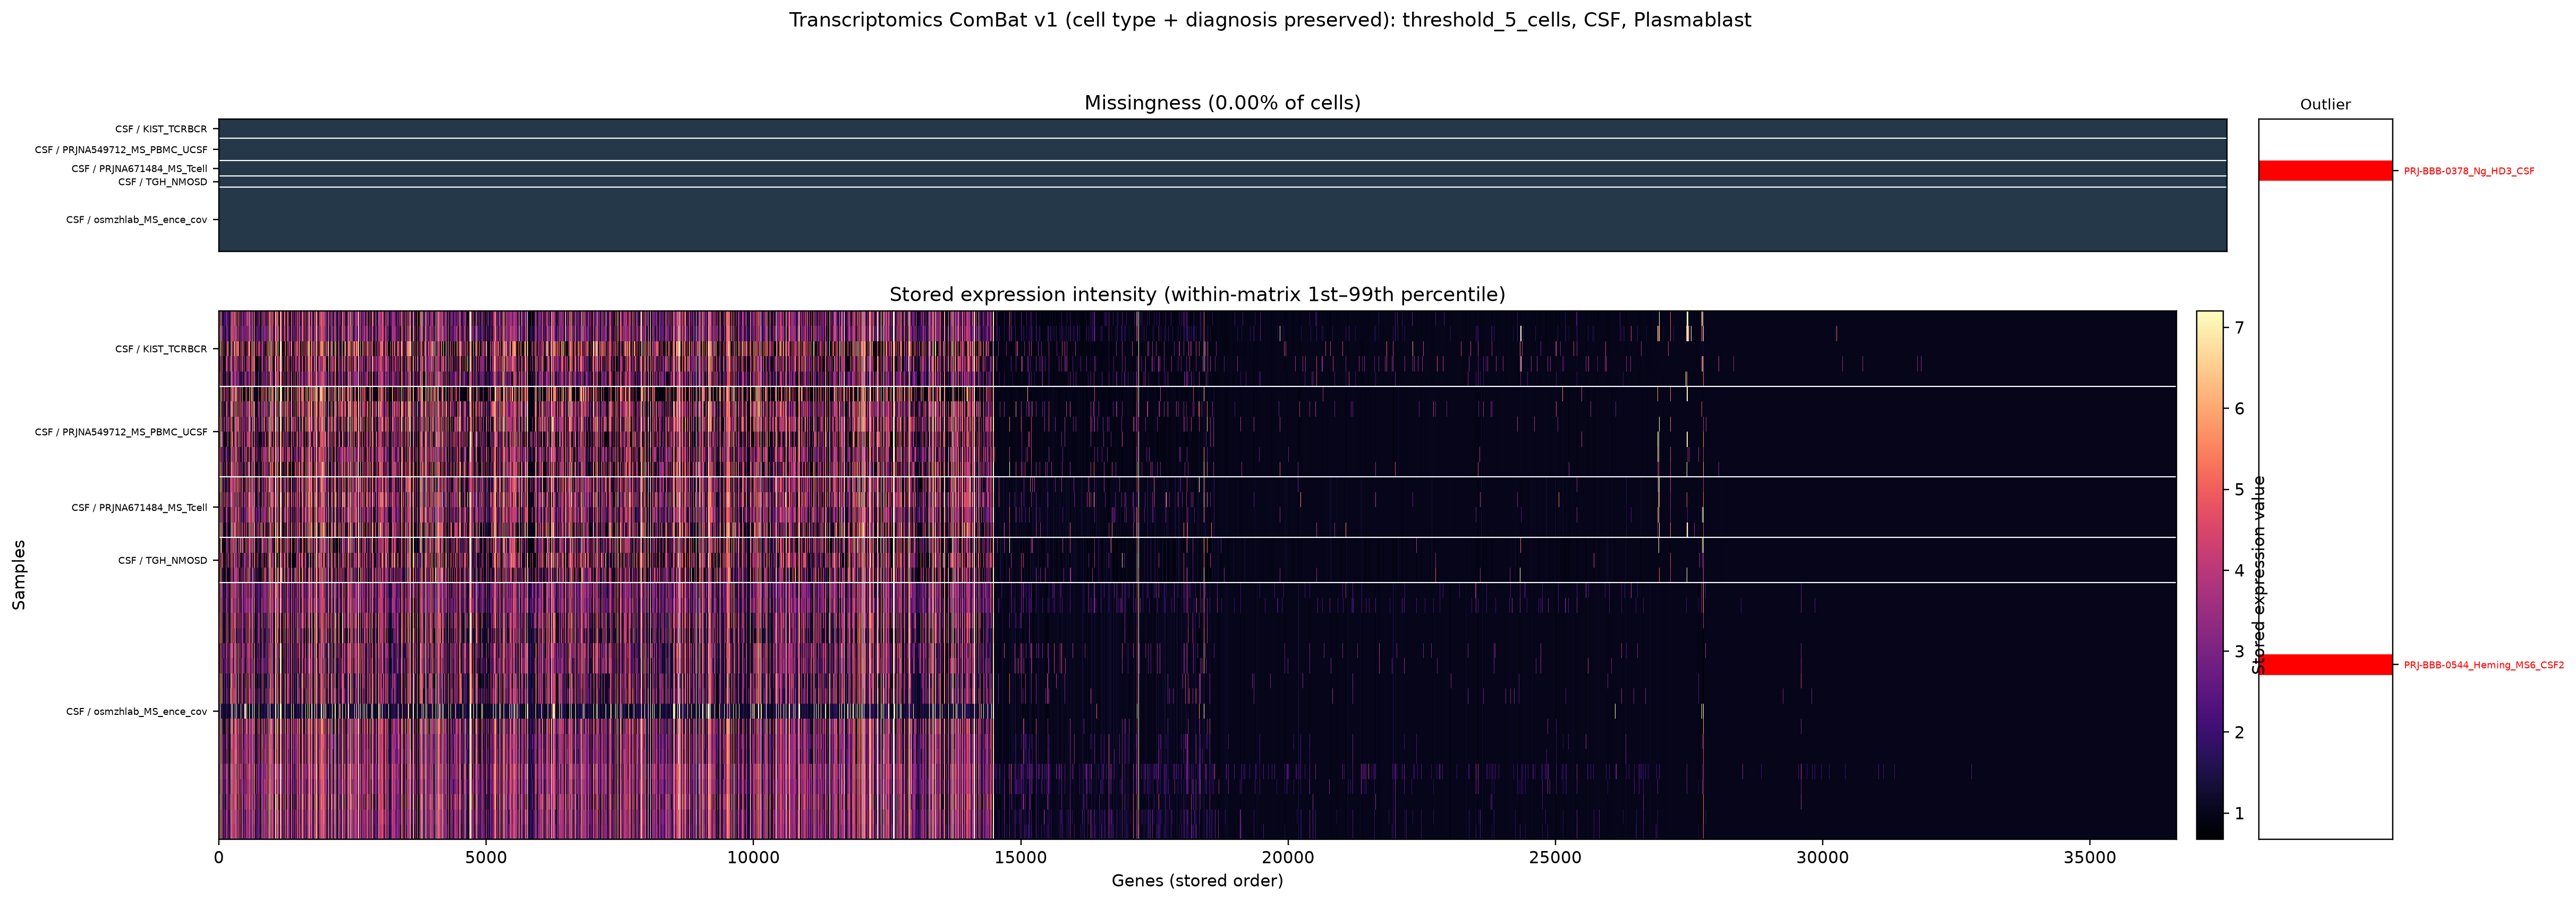 Transcriptomics ComBat v1 (cell type + diagnosis preserved): threshold_5_cells, CSF, Plasmablast
Missingness (0.00% of cells)
Outlier
CSF / KIST_TCRBCR
CSF / PRJNA549712_MS_PBMC_UCSF
CSF / PRJNA671484_MS_Tcell
CSF / TGH_NMOSD
CSF / osmzhlab_MS_ence_cov
PRJ-BBB-0378_Ng_HD3_CSF
Stored expression intensity (within-matrix 1st–99th percentile)
Samples
CSF / KIST_TCRBCR
CSF / PRJNA549712_MS_PBMC_UCSF
CSF / PRJNA671484_MS_Tcell
CSF / TGH_NMOSD
CSF / osmzhlab_MS_ence_cov
7
6
5
4
3
2
1
Stored expression value
PRJ-BBB-0544_Heming_MS6_CSF2
0 5000 10000 15000 20000 25000 30000 35000
Genes (stored order)